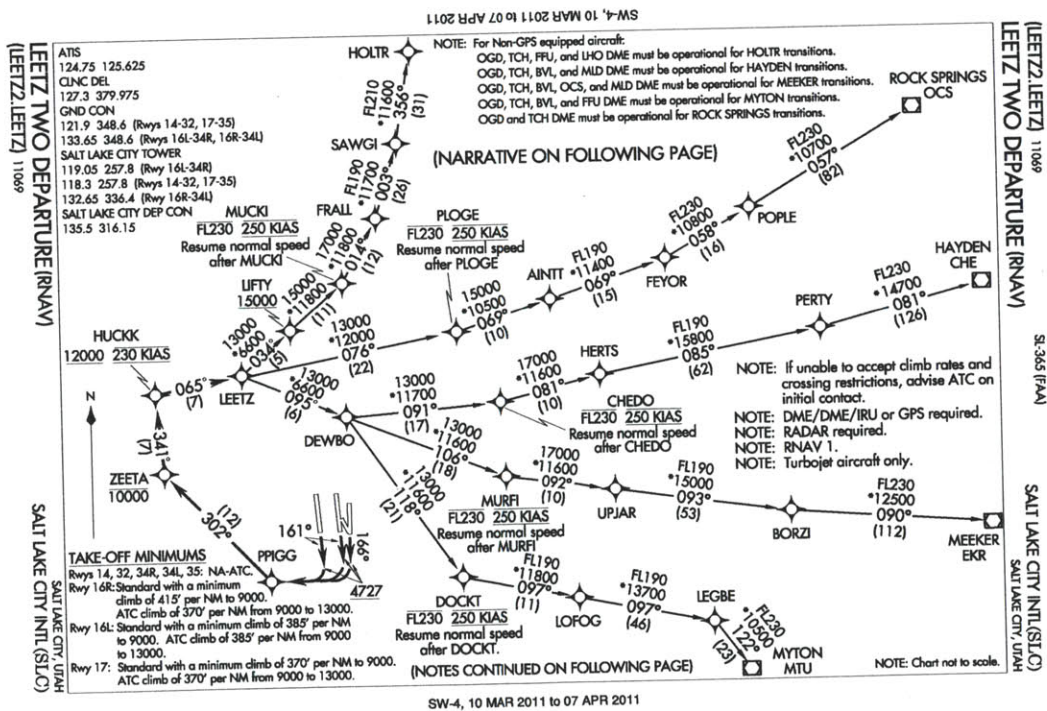 SW-4, 10 MAR 2011 to 07 APR 2011
(LEETZ2.LEETZ) 11069
LEETZ TWO DEPARTURE (RNAV)
SL-365 (FAA)
SALT LAKE CITY INTL (SLC)
SALT LAKE CITY, UTAH
LEETZ TWO DEPARTURE (RNAV)
(LEETZ2.LEETZ) 11069
SALT LAKE CITY INTL (SLC)
SALT LAKE CITY, UTAH
ATIS
124.75 125.625
CLNC DEL
127.3 379.975
GND CON
121.9 348.6 (Rwys 14-32, 17-35)
133.65 348.6 (Rwys 16L-34R, 16R-34L)
SALT LAKE CITY TOWER
119.05 257.8 (Rwy 16L-34R)
118.3 257.8 (Rwys 14-32, 17-35)
132.65 336.4 (Rwy 16R-34L)
SALT LAKE CITY DEP CON
135.5 316.15
NOTE: For Non-GPS equipped aircraft:
OGD, TCH, FFU, and LHO DME must be operational for HOLTR transitions.
OGD, TCH, BVL, and MLD DME must be operational for HAYDEN transitions.
OGD, TCH, BVL, OCS, and MLD DME must be operational for MEEKER transitions.
OGD, TCH, BVL, and FFU DME must be operational for MYTON transitions.
OGD and TCH DME must be operational for ROCK SPRINGS transitions.
(NARRATIVE ON FOLLOWING PAGE)
HOLTR
FL210
*11600
356°
(31)
SAWGI
FL190
*11700
003°
(26)
FRALL
17000
*11800
014°
(12)
MUCKI
FL230 250 KIAS
Resume normal speed
after MUCKI
15000
*11800
(11)
LIFTY
15000
13000
*6600
034°
(5)
HUCKK
12000 230 KIAS
065°
(7)
LEETZ
N
341°
(7)
ZEETA
10000
302°
(12)
PPIGG
161°
166°
4727
13000
*12000
076°
(22)
PLOGE
FL230 250 KIAS
Resume normal speed
after PLOGE
15000
*10500
069°
(10)
AINTT
FL190
*11400
069°
(15)
FEYOR
FL230
*10800
058°
(16)
POPLE
FL230
*10700
057°
(82)
ROCK SPRINGS
OCS
13000
*6600
095°
(6)
DEWBO
13000
*11700
091°
(17)
CHEDO
FL230 250 KIAS
Resume normal speed
after CHEDO
17000
*11600
081°
(10)
HERTS
FL190
*15800
085°
(62)
PERTY
FL230
*14700
081°
(126)
HAYDEN
CHE
13000
*11600
106°
(18)
MURFI
FL230 250 KIAS
Resume normal speed
after MURFI
17000
*11600
092°
(10)
UPJAR
FL190
*15000
093°
(53)
BORZI
FL230
*12500
090°
(112)
MEEKER
EKR
13000
*11600
118°
(21)
DOCKT
FL230 250 KIAS
Resume normal speed
after DOCKT.
FL190
*11800
097°
(11)
LOFOG
FL190
*13700
097°
(46)
LEGBE
FL230
*10500
122°
(23)
MYTON
MTU
NOTE: If unable to accept climb rates and
crossing restrictions, advise ATC on
initial contact.
NOTE: DME/DME/IRU or GPS required.
NOTE: RADAR required.
NOTE: RNAV 1.
NOTE: Turbojet aircraft only.
TAKE-OFF MINIMUMS
Rwys 14, 32, 34R, 34L, 35: NA-ATC.
Rwy 16R: Standard with a minimum
climb of 415' per NM to 9000.
ATC climb of 370' per NM from 9000 to 13000.
Rwy 16L: Standard with a minimum climb of 385' per NM
to 9000. ATC climb of 385' per NM from 9000
to 13000.
Rwy 17: Standard with a minimum climb of 370' per NM to 9000.
ATC climb of 370' per NM from 9000 to 13000.
(NOTES CONTINUED ON FOLLOWING PAGE)
NOTE: Chart not to scale.
SW-4, 10 MAR 2011 to 07 APR 2011